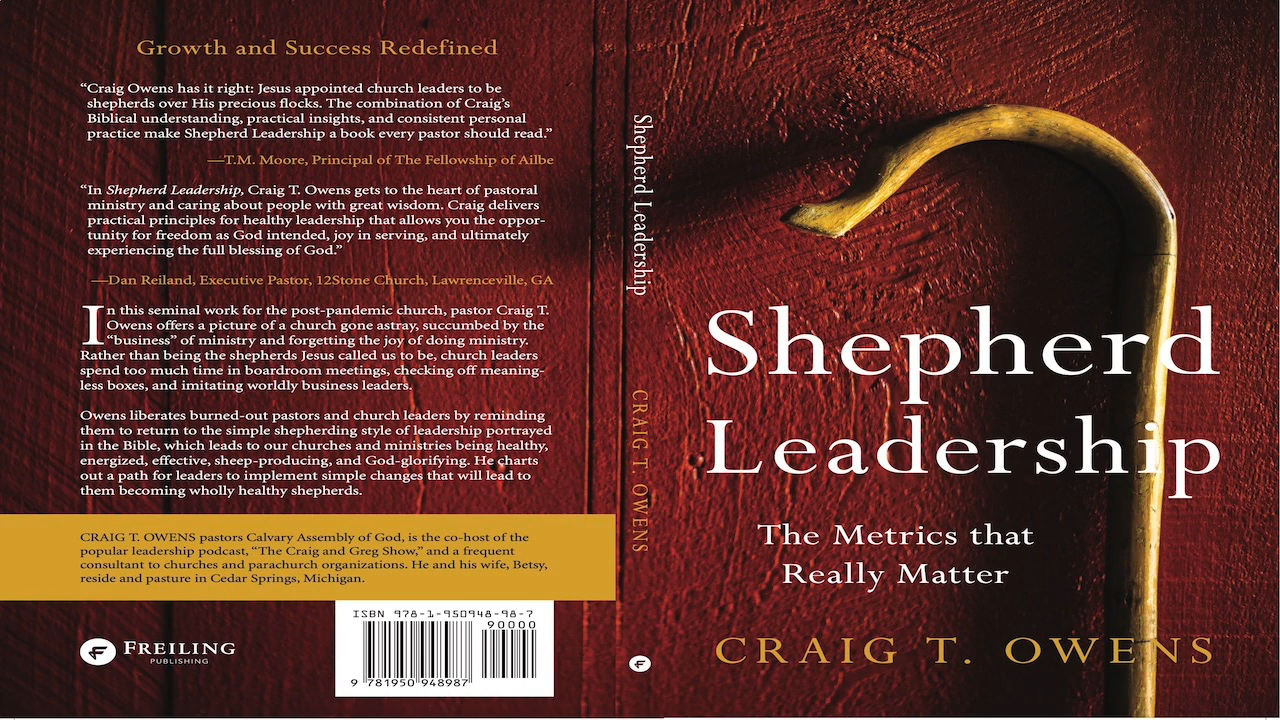 Growth and Success Redefined
“Craig Owens has it right: Jesus appointed church leaders to be
shepherds over His precious flocks. The combination of Craig’s
Biblical understanding, practical insights, and consistent personal
practice make Shepherd Leadership a book every pastor should read.”
—T.M. Moore, Principal of The Fellowship of Ailbe
“In Shepherd Leadership, Craig T. Owens gets to the heart of pastoral
ministry and caring about people with great wisdom. Craig delivers
practical principles for healthy leadership that allows you the oppor-
tunity for freedom as God intended, joy in serving, and ultimately
experiencing the full blessing of God.”
—Dan Reiland, Executive Pastor, 12Stone Church, Lawrenceville, GA
In this seminal work for the post-pandemic church, pastor Craig T.
Owens offers a picture of a church gone astray, succumbed by the
“business” of ministry and forgetting the joy of doing ministry.
Rather than being the shepherds Jesus called us to be, church leaders
spend too much time in boardroom meetings, checking off meaning-
less boxes, and imitating worldly business leaders.
Owens liberates burned-out pastors and church leaders by reminding
them to return to the simple shepherding style of leadership portrayed
in the Bible, which leads to our churches and ministries being healthy,
energized, effective, sheep-producing, and God-glorifying. He charts
out a path for leaders to implement simple changes that will lead to
them becoming wholly healthy shepherds.
CRAIG T. OWENS pastors Calvary Assembly of God, is the co-host of the
popular leadership podcast, “The Craig and Greg Show,” and a frequent
consultant to churches and parachurch organizations. He and his wife, Betsy,
reside and pasture in Cedar Springs, Michigan.
FREILING
PUBLISHING
ISBN 978-1-950948-98-7
90000
9 781950 948987
Shepherd Leadership
CRAIG T OWENS
Shepherd
Leadership
The Metrics that
Really Matter
CRAIG T. OWENS